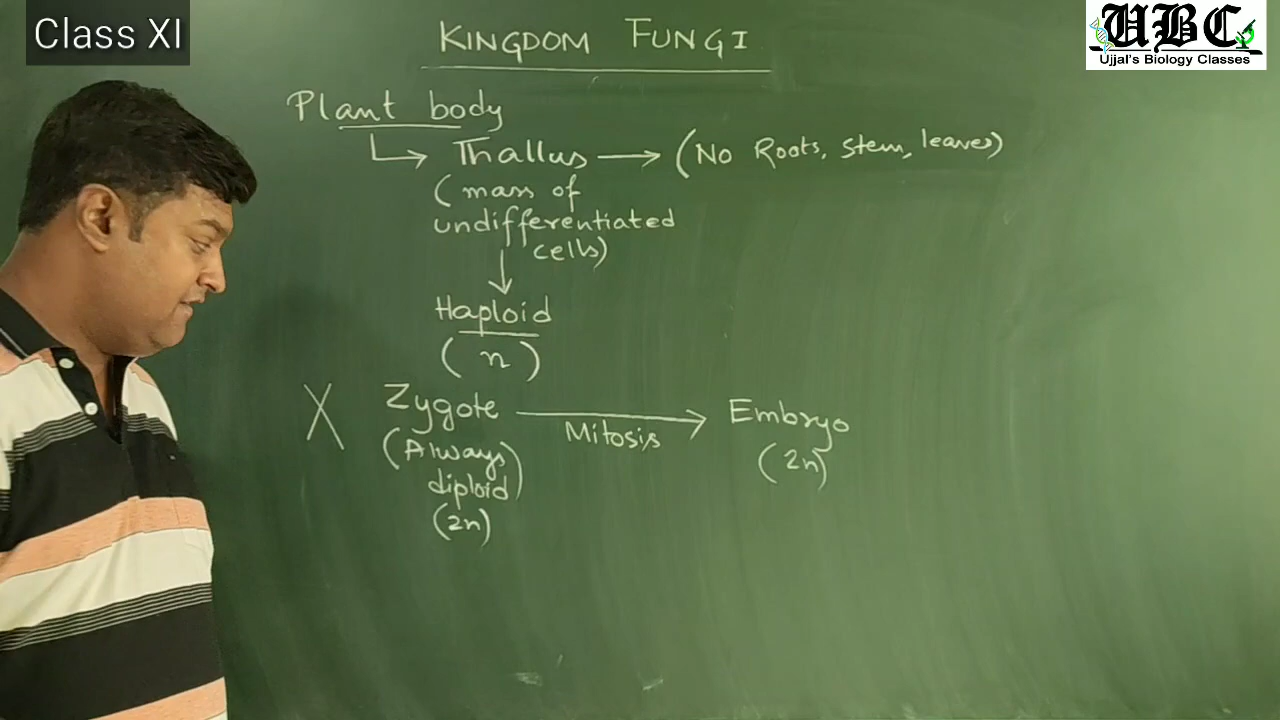 Class XI
KINGDOM FUNGI
UBC
Ujjal's Biology Classes
Plant body
Thallus (No Roots, stem, leaves)
(mass of
undifferentiated
cells)
Haploid
(n)
X Zygote Mitosis Embryo
(Always (2n)
diploid)
(2n)